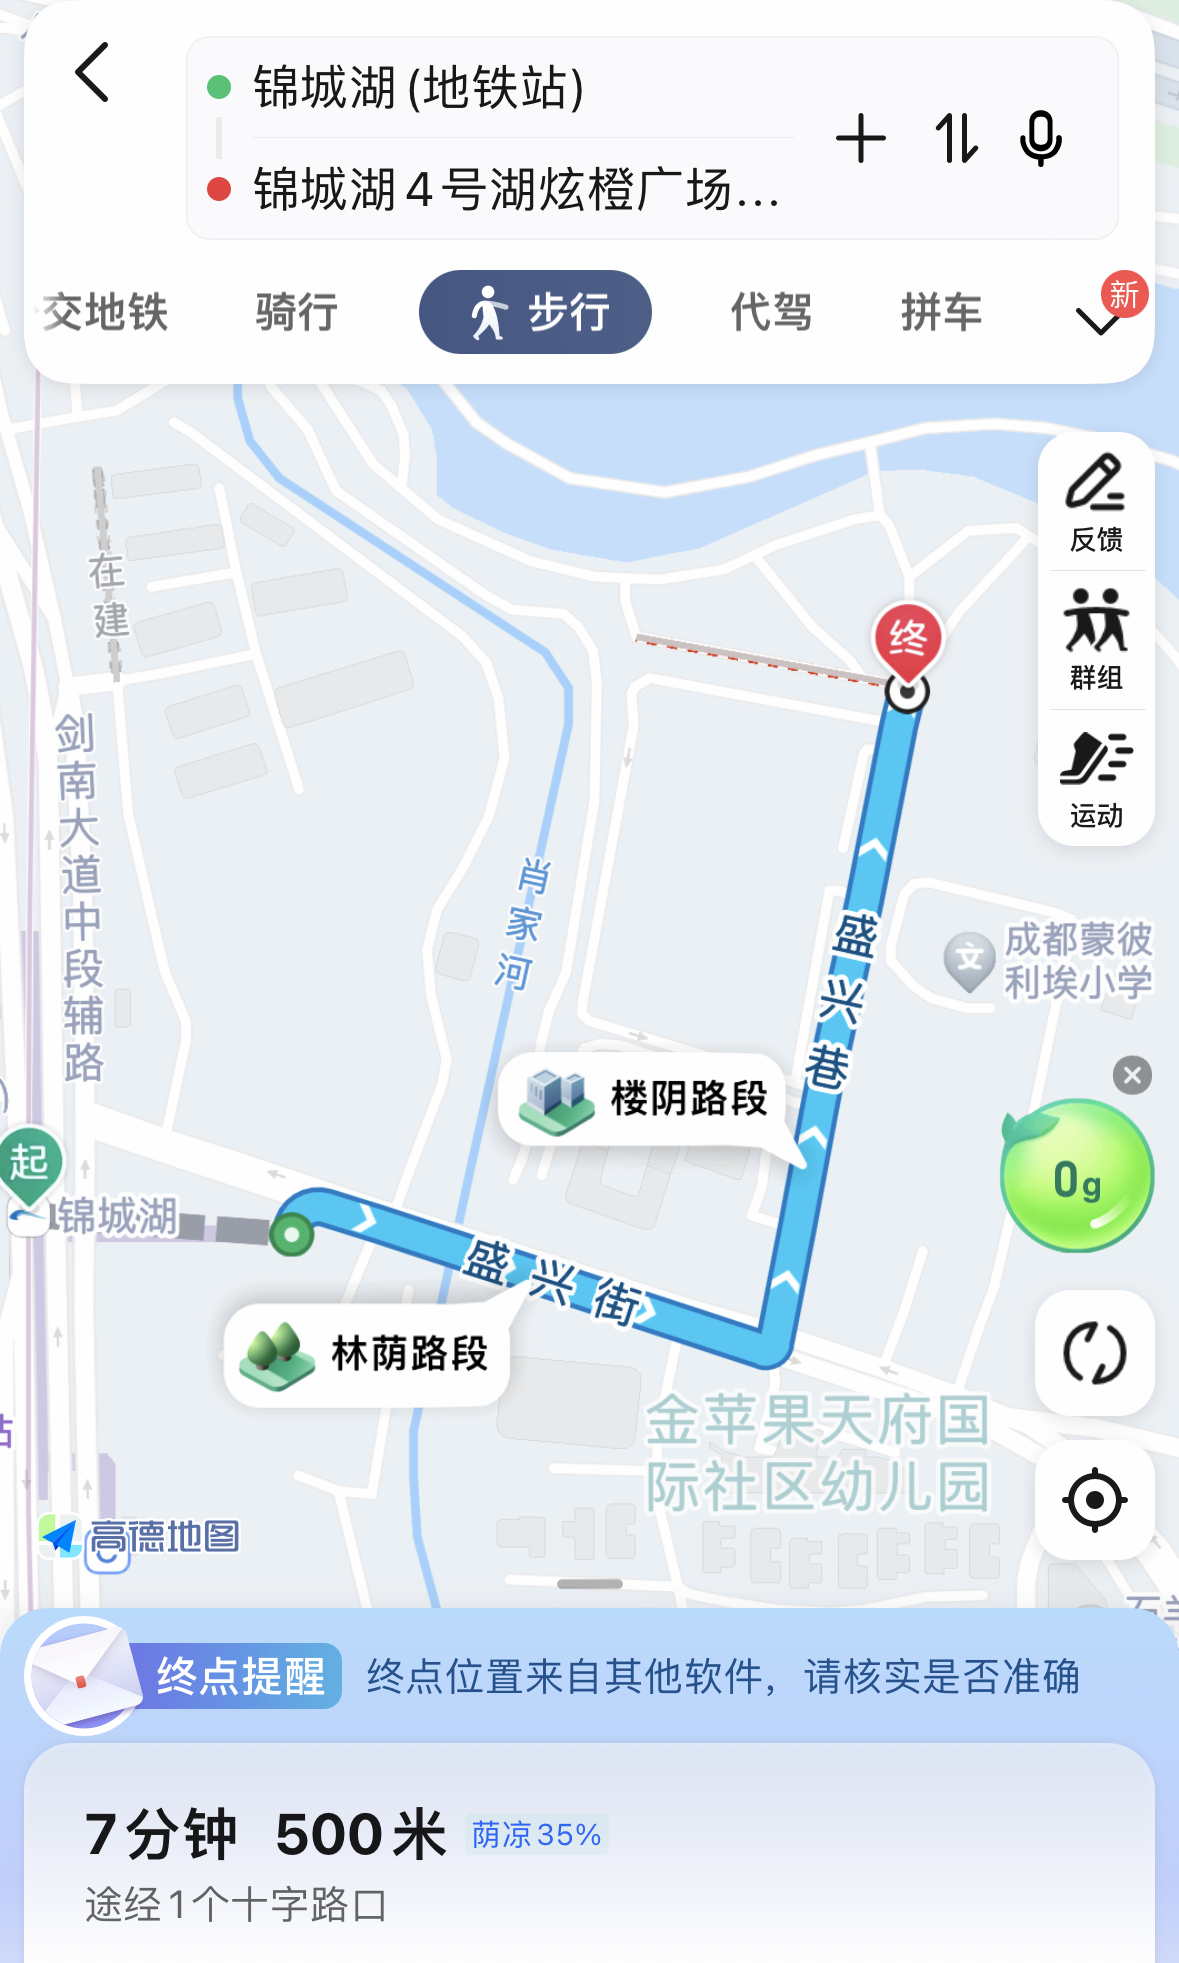 锦城湖(地铁站)
锦城湖4号湖炫橙广场...
交地铁
骑行
步行
代驾
拼车
新
反馈
群组
运动
在建
终
剑南大道中段辅路
肖家河
盛兴巷
文
成都蒙彼
利埃小学
楼阴路段
起
锦城湖
0g
盛兴街
林荫路段
金苹果天府国
际社区幼儿园
高德地图
终点提醒
终点位置来自其他软件，请核实是否准确
7分钟 500米 荫凉35%
途经1个十字路口